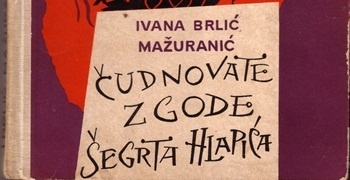 IVANA BRLIĆ
MAŽURANIĆ
ČUDNOVATE
ZGODE
ŠEGRTA HLAPIĆA